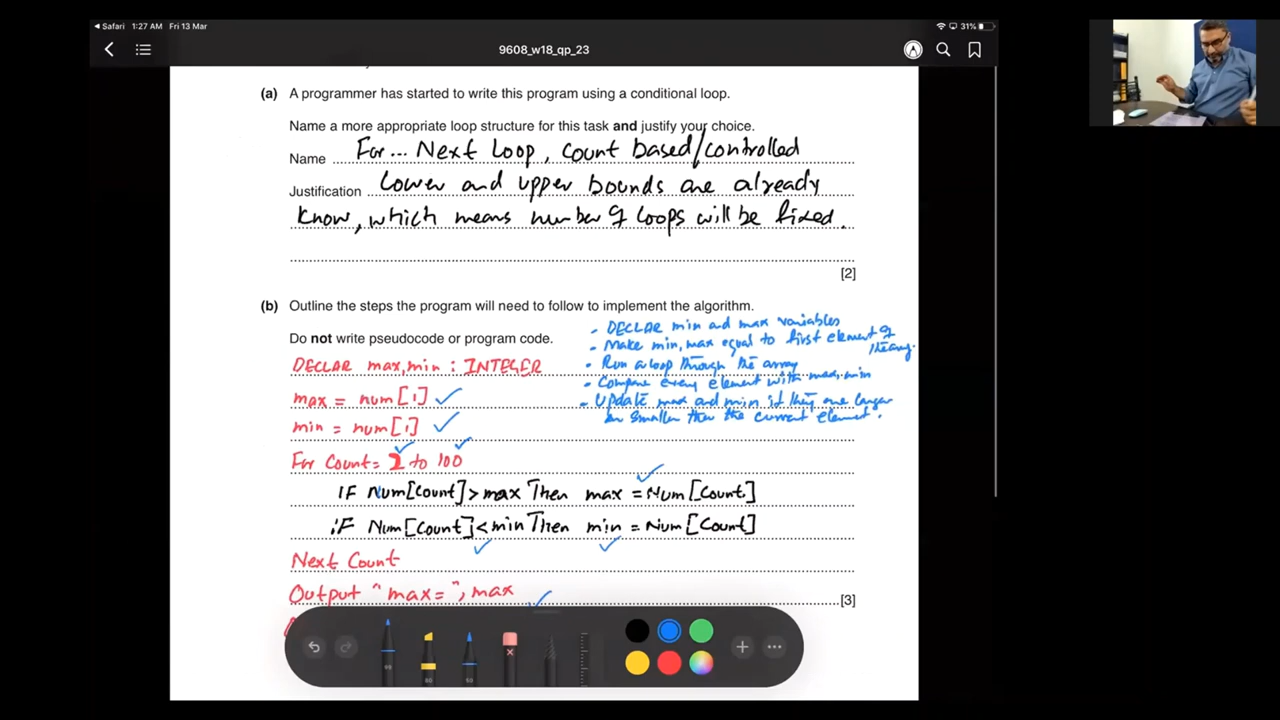 Safari 1:27 AM Fri 13 Mar
31%
9608_w18_qp_23
(a) A programmer has started to write this program using a conditional loop.
Name a more appropriate loop structure for this task and justify your choice.
Name For... Next Loop, Count based/controlled
Justification Lower and upper bounds are already
know, which means number of loops will be fixed.
[2]
(b) Outline the steps the program will need to follow to implement the algorithm.
Do not write pseudocode or program code.
- DECLAR min and max variables
- Make min, max equal to first element of
the array.
- Run a loop through the array
- Compare every element with max, min
- Update max and min if they are larger
or smaller then the current element.
DECLAR max, min : INTEGER
max = num[1]
min = num[1]
For Count = 2 to 100
IF Num[Count] > max Then max = Num[Count]
iF Num[Count] < min Then min = Num[Count]
Next Count
Output "max=", max
[3]